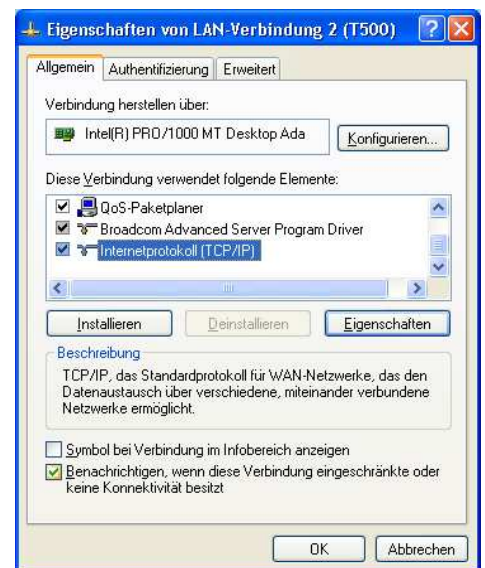 Eigenschaften von LAN-Verbindung 2 (T500)
Allgemein Authentifizierung Erweitert
Verbindung herstellen über:
Intel(R) PRO/1000 MT Desktop Ada
Konfigurieren...
Diese Verbindung verwendet folgende Elemente:
QoS-Paketplaner
Broadcom Advanced Server Program Driver
Internetprotokoll (TCP/IP)
Installieren Deinstallieren Eigenschaften
Beschreibung
TCP/IP, das Standardprotokoll für WAN-Netzwerke, das den
Datenaustausch über verschiedene, miteinander verbundene
Netzwerke ermöglicht.
Symbol bei Verbindung im Infobereich anzeigen
Benachrichtigen, wenn diese Verbindung eingeschränkte oder
keine Konnektivität besitzt
OK Abbrechen